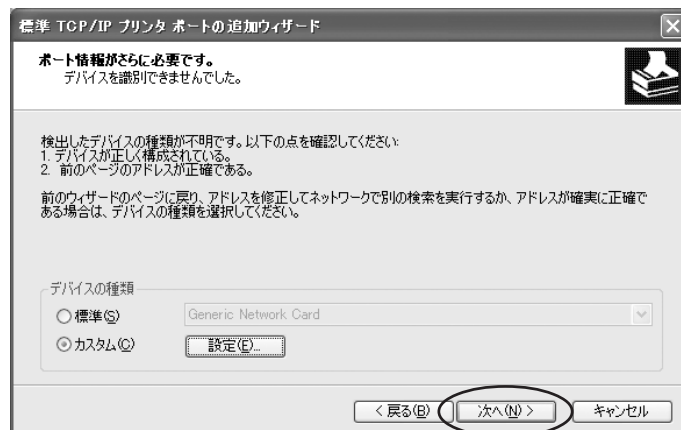 標準 TCP/IP プリンタ ポートの追加ウィザード
ポート情報がさらに必要です。
デバイスを識別できませんでした。
検出したデバイスの種類が不明です。以下の点を確認してください:
1. デバイスが正しく構成されている。
2. 前のページのアドレスが正確である。
前のウィザードのページに戻り、アドレスを修正してネットワークで別の検索を実行するか、アドレスが確実に正確で
ある場合は、デバイスの種類を選択してください。
デバイスの種類
標準(S)
Generic Network Card
カスタム(C)
設定(E)...
< 戻る(B)
次へ(N) >
キャンセル